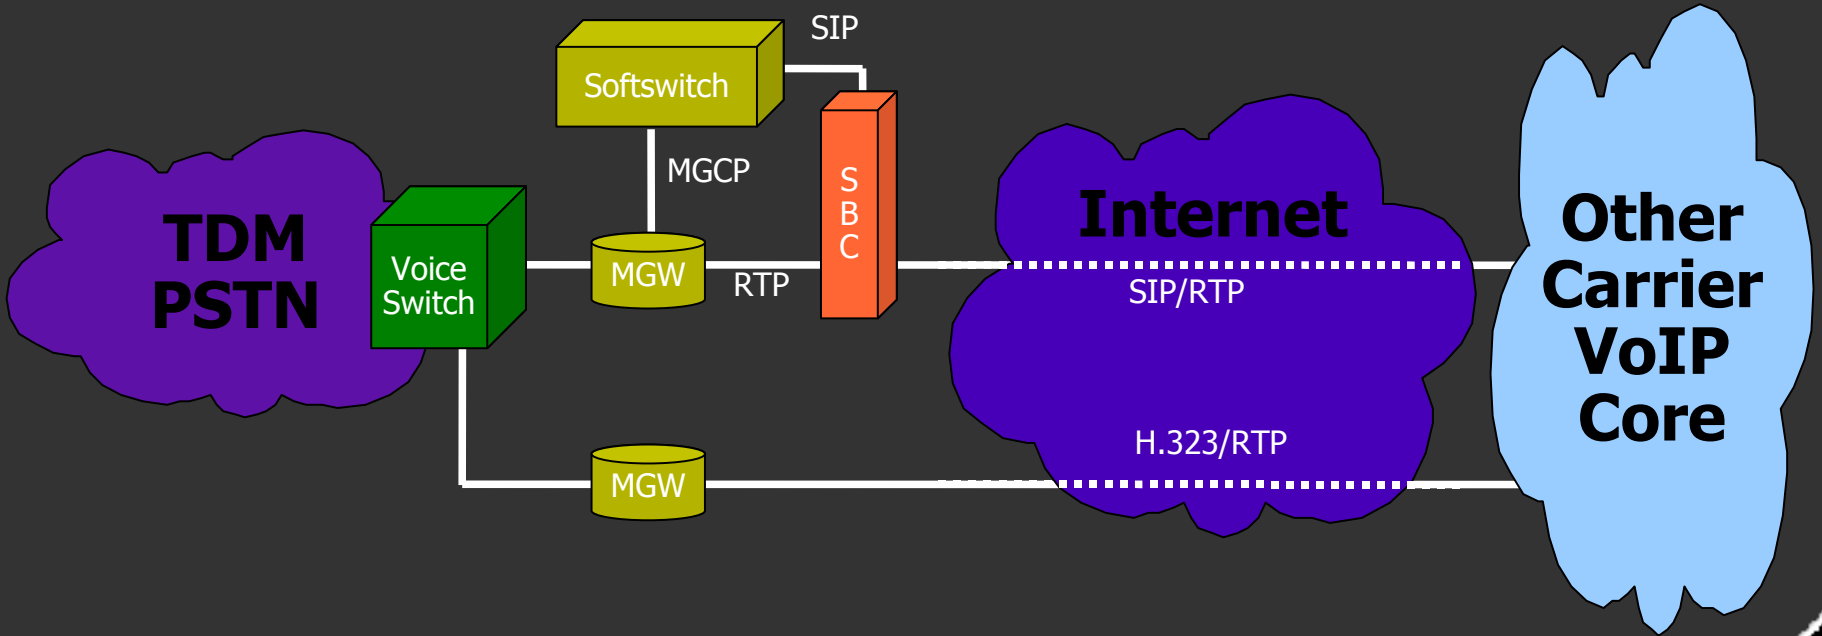 SIP
Softswitch
MGCP
S
B
C
TDM
PSTN
Voice
Switch
MGW
RTP
Internet
SIP/RTP
Other
Carrier
VoIP
Core
H.323/RTP
MGW